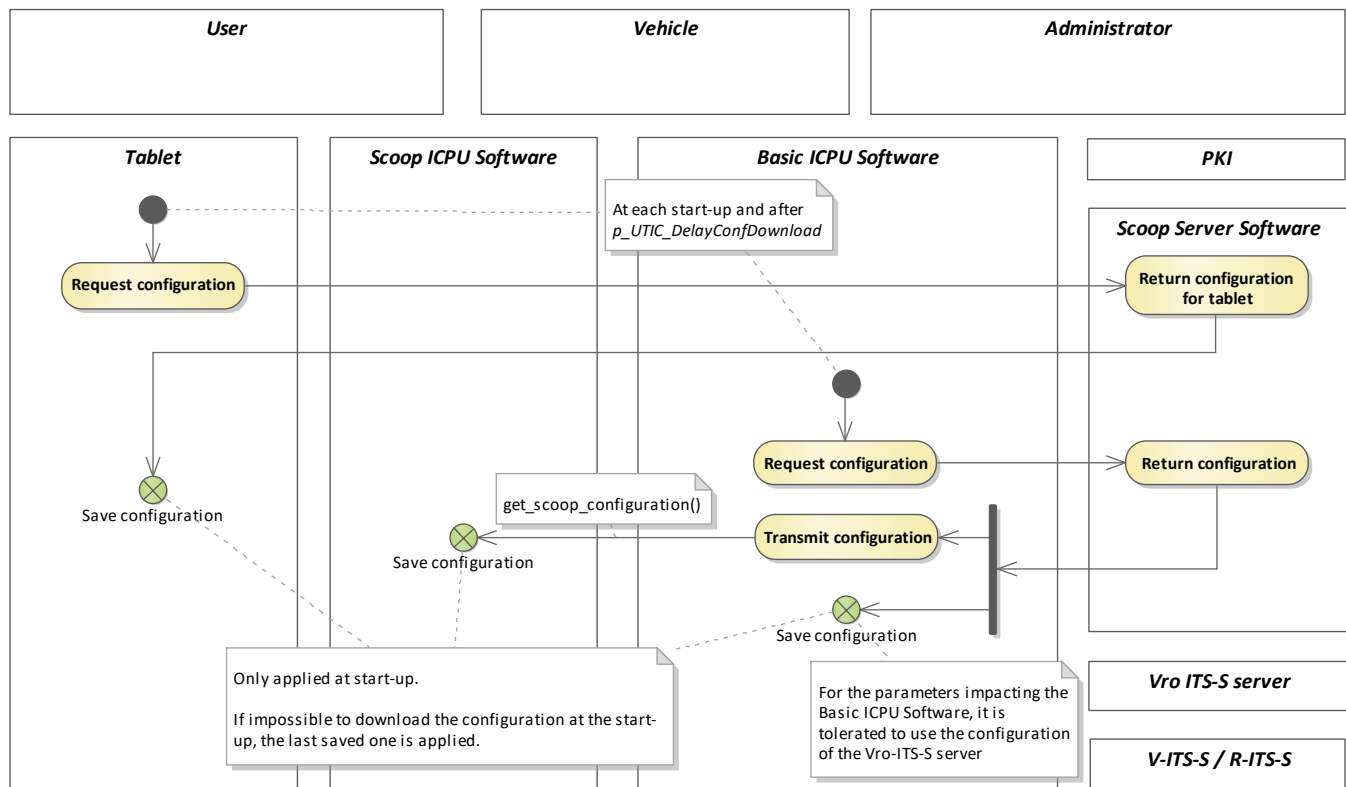 User
Vehicle
Administrator
Tablet
Scoop ICPU Software
Basic ICPU Software
PKI
At each start-up and after
p_UTIC_DelayConfDownload
Scoop Server Software
Request configuration
Return configuration
for tablet
Request configuration
Return configuration
Save configuration
get_scoop_configuration()
Transmit configuration
Save configuration
Save configuration
Only applied at start-up.
If impossible to download the configuration at the start-
up, the last saved one is applied.
For the parameters impacting the
Basic ICPU Software, it is
tolerated to use the configuration
of the Vro-ITS-S server
Vro ITS-S server
V-ITS-S / R-ITS-S